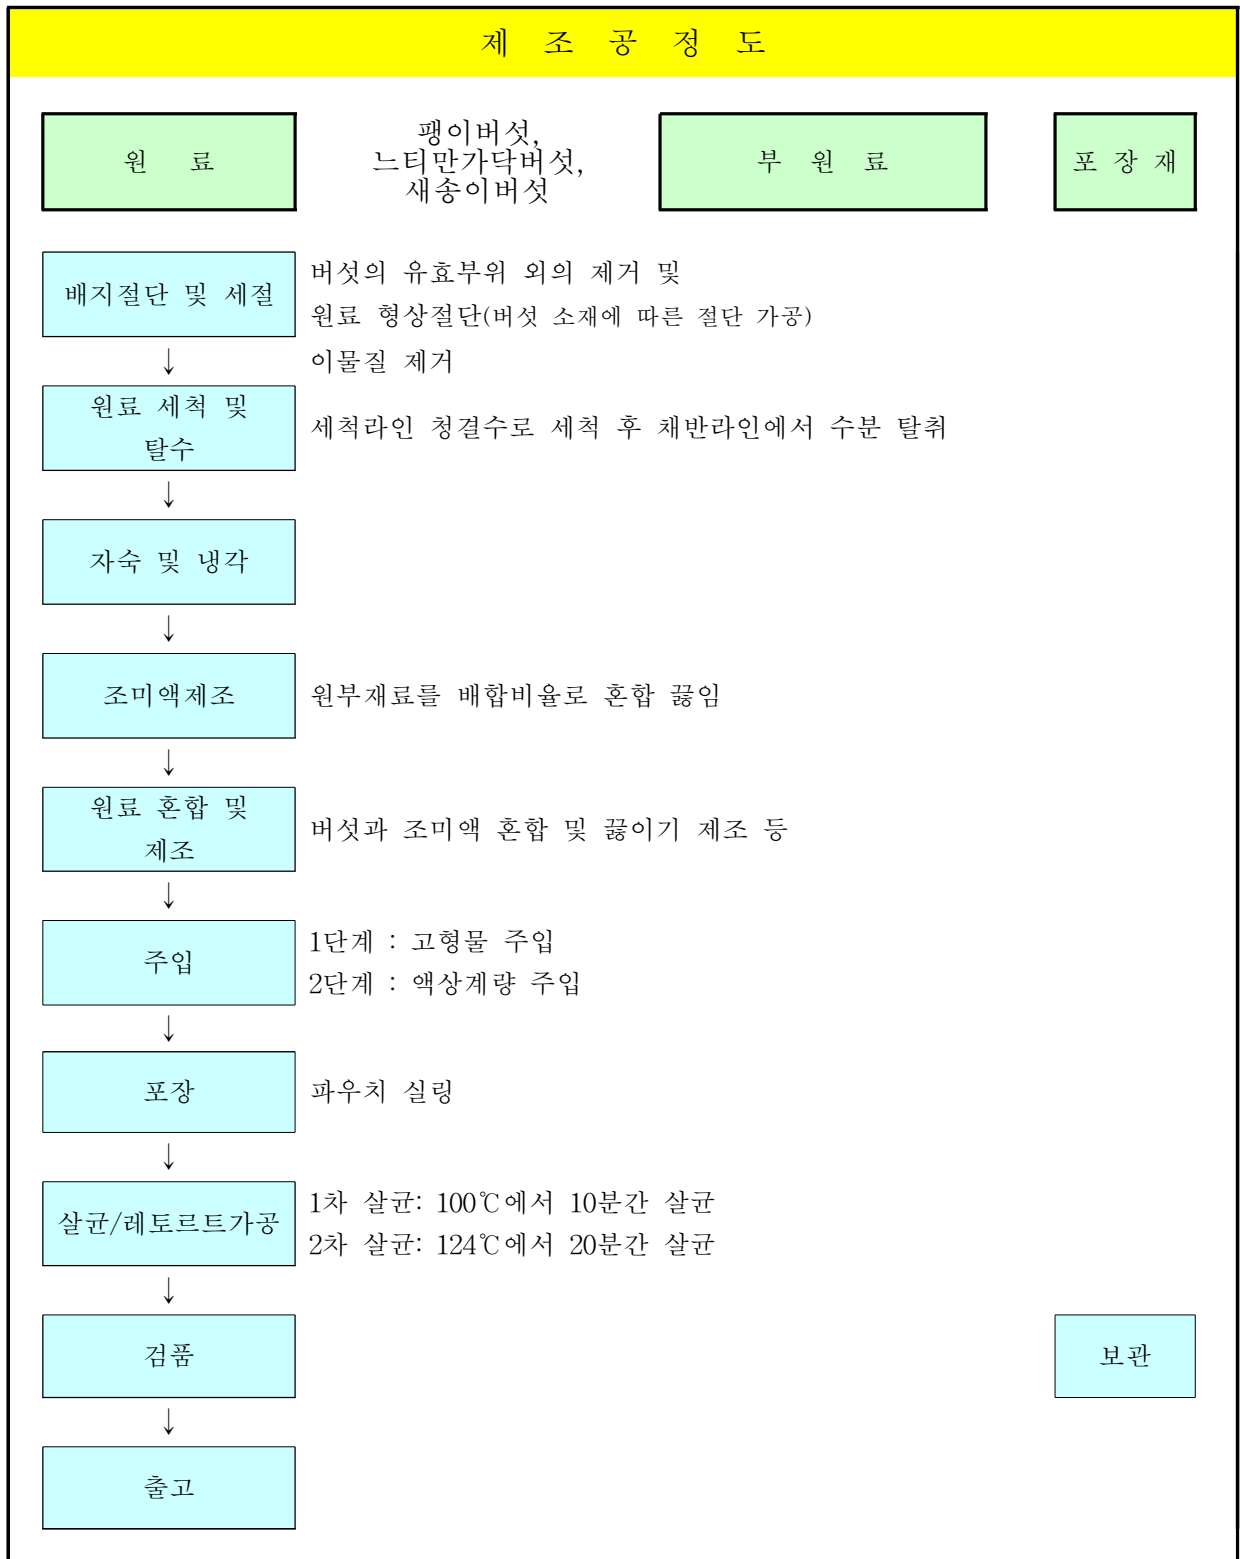 제 조 공 정 도
원 료
팽이버섯,
느티만가닥버섯,
새송이버섯
부 원 료
포 장 재
배지절단 및 세절
버섯의 유효부위 외의 제거 및
원료 형상절단(버섯 소재에 따른 절단 가공)
↓
이물질 제거
원료 세척 및
탈수
세척라인 청결수로 세척 후 채반라인에서 수분 탈취
↓
자숙 및 냉각
↓
조미액제조
원부재료를 배합비율로 혼합 끓임
↓
원료 혼합 및
제조
버섯과 조미액 혼합 및 끓이기 제조 등
↓
주입
1단계 : 고형물 주입
2단계 : 액상계량 주입
↓
포장
파우치 실링
↓
살균/레토르트가공
1차 살균: 100℃에서 10분간 살균
2차 살균: 124℃에서 20분간 살균
↓
검품
보관
↓
출고